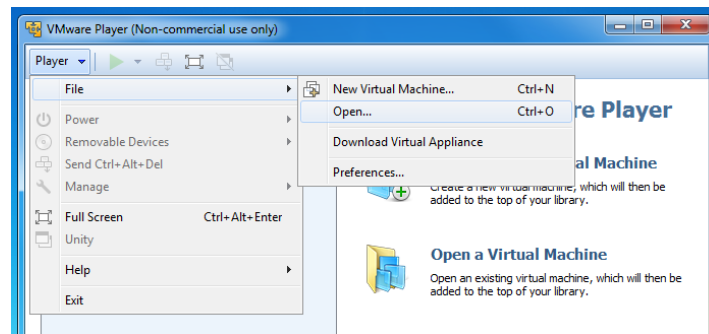 VMware Player (Non-commercial use only)
Player
File
Power
Removable Devices
Send Ctrl+Alt+Del
Manage
Full Screen Ctrl+Alt+Enter
Unity
Help
Exit
New Virtual Machine... Ctrl+N
Open... Ctrl+O
Download Virtual Appliance
Preferences...
re Player
al Machine
Create a new virtual machine, which will then be
added to the top of your library.
Open a Virtual Machine
Open an existing virtual machine, which will then be
added to the top of your library.